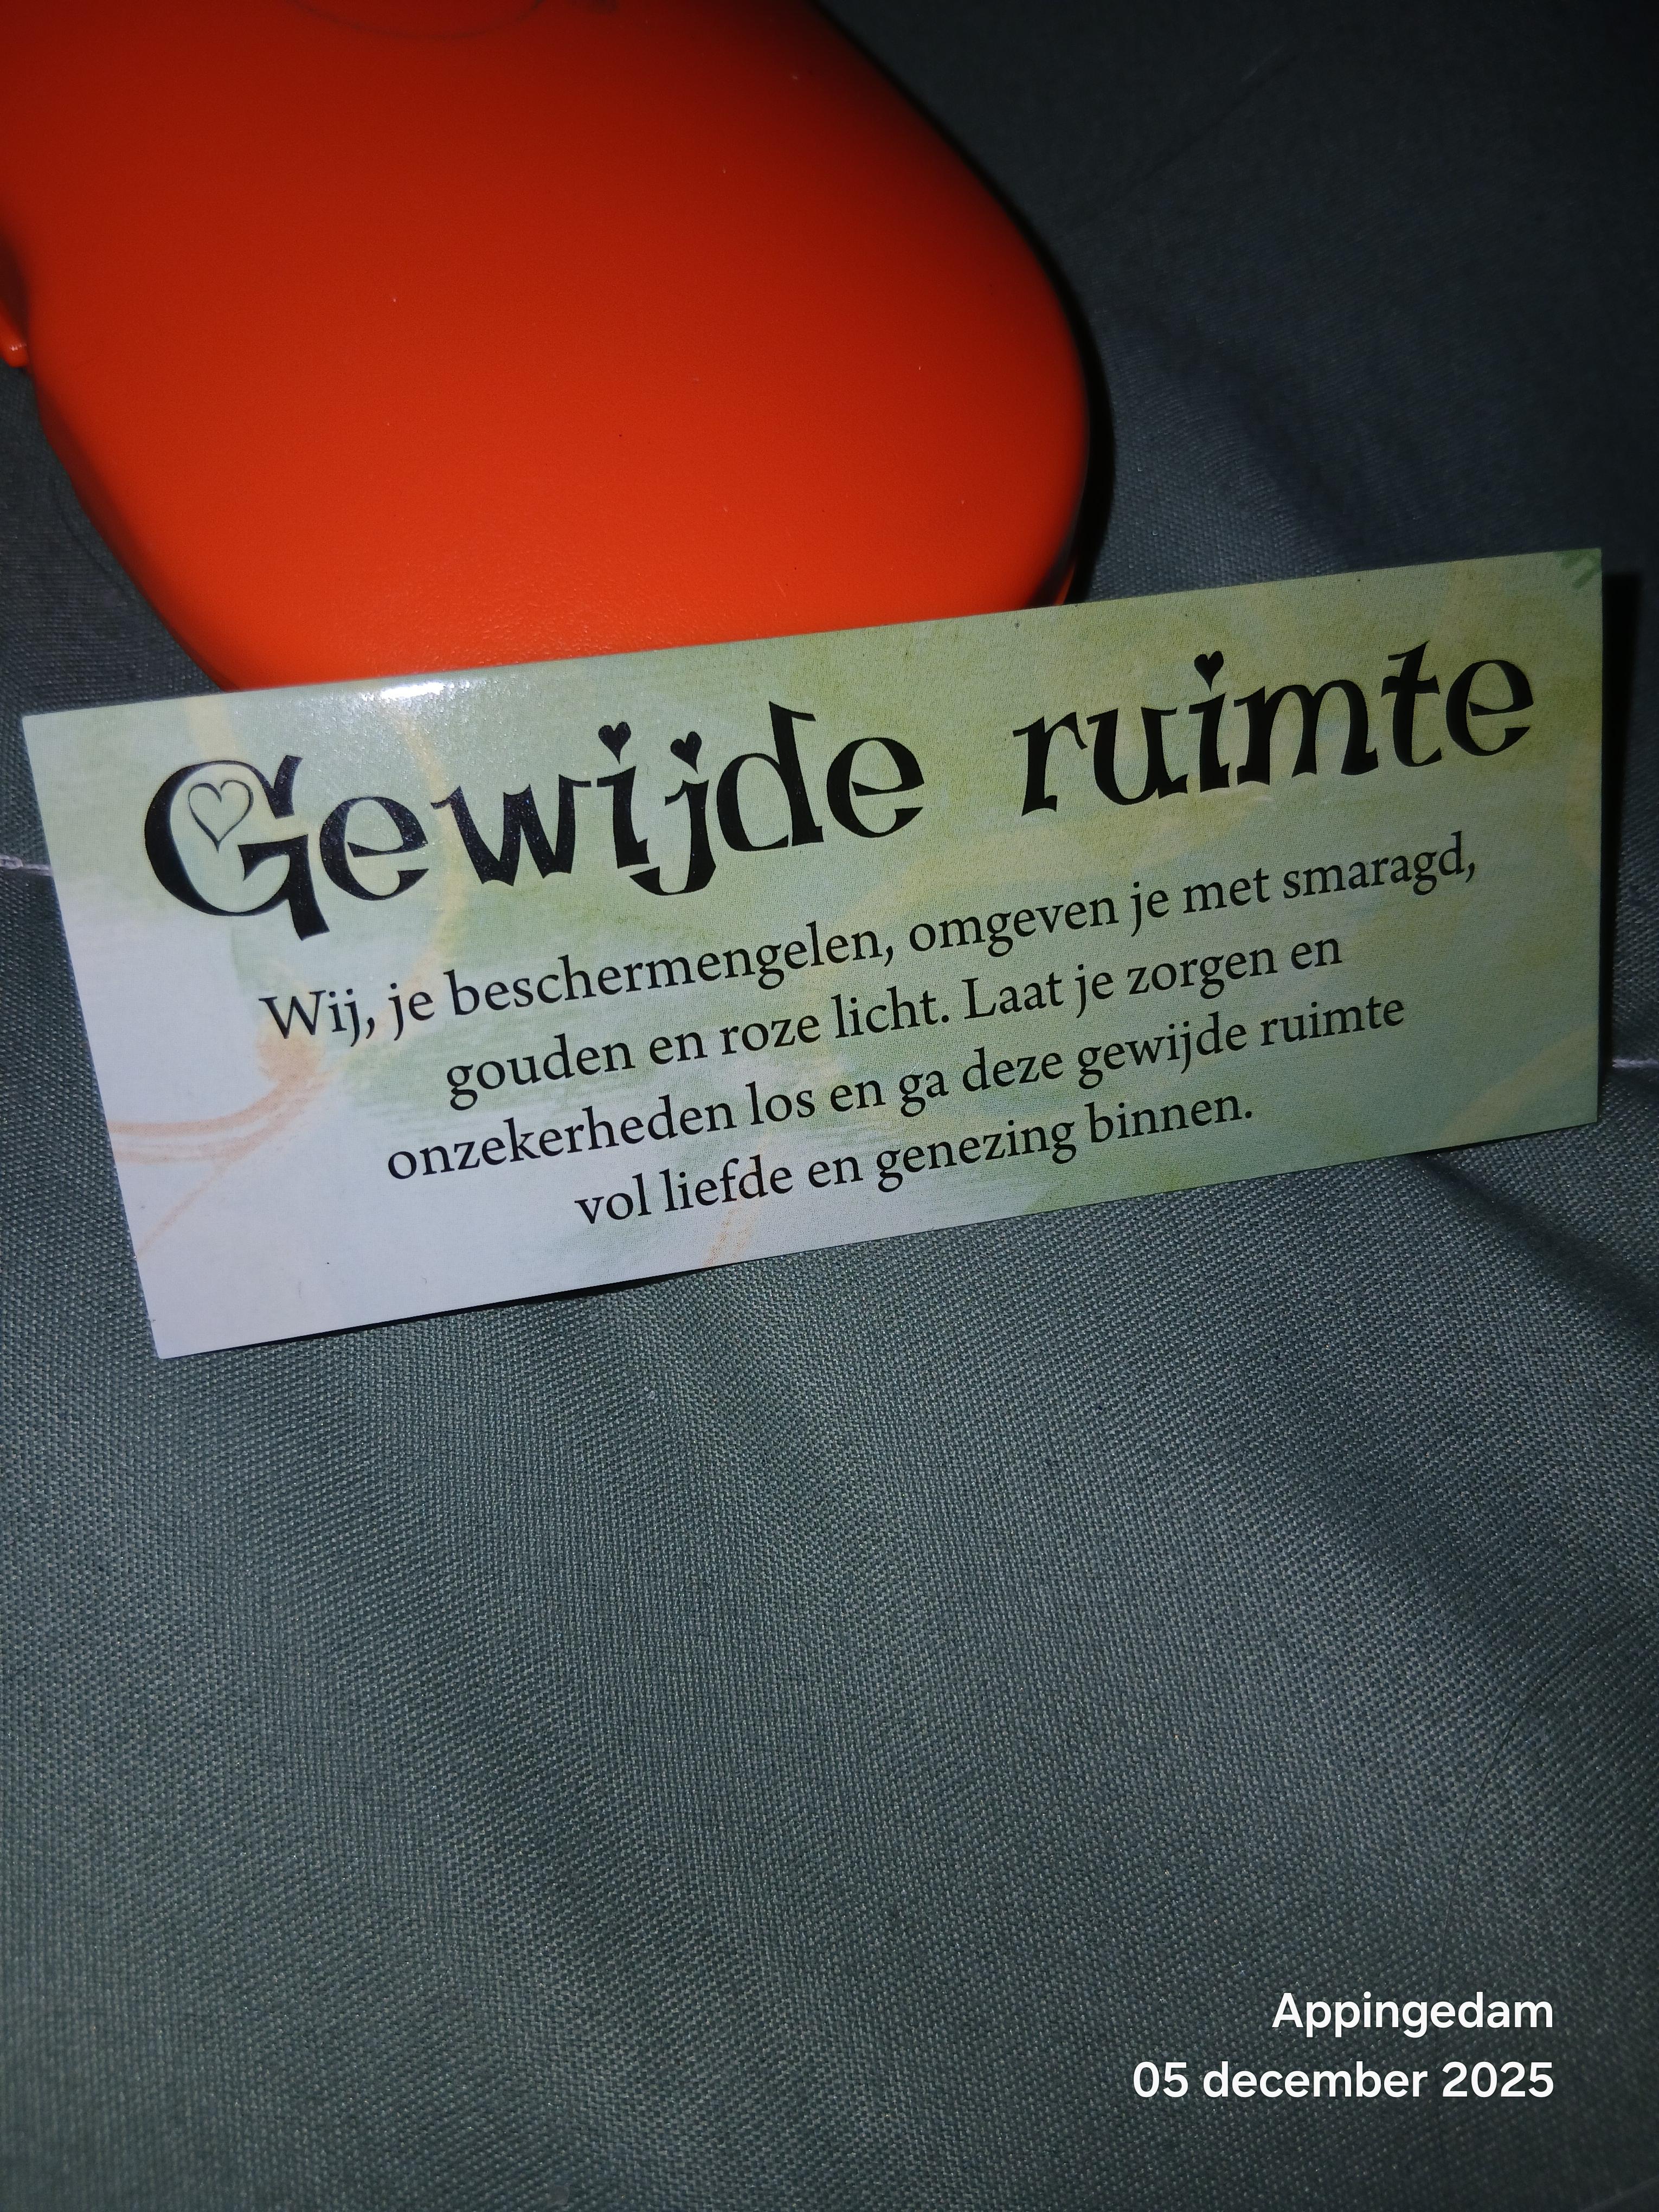 Gewijde ruimte
Wij, je beschermengelen, omgeven je met smaragd,
gouden en roze licht. Laat je zorgen en
onzekerheden los en ga deze gewijde ruimte
vol liefde en genezing binnen.
Appingedam
05 december 2025